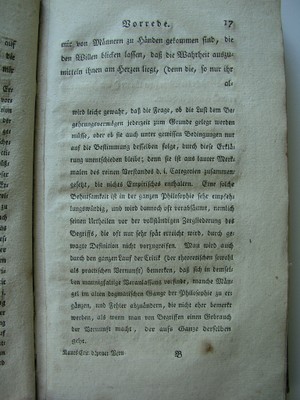 Vorrede. 17
mir von Männern zu Händen gekommen sind, die
den Willen blicken lassen, daß die Wahrheit auszu-
mitteln ihnen am Herzen liegt, (denn die, so nur ihr
al-
wird leicht gewahr, daß die Frage, ob die Lust dem Be-
gehrungsvermögen jederzeit zum Grunde gelegt werden
müsse, oder ob sie auch unter gewissen Bedingungen nur
auf die Bestimmung desselben folge, durch diese Erklä-
rung unentschieden bleibt; denn sie ist aus lauter Merk-
malen des reinen Verstandes d. i. Categorien zusammen-
gesetzt, die nichts Empirisches enthalten. Eine solche
Behutsamkeit ist in der ganzen Philosophie sehr empfeh-
lungswürdig, und wird dennoch oft verabsäumt, nemlich
seinen Urtheilen vor der vollständigen Zergliederung des
Begriffs, die oft nur sehr spät erreicht wird, durch ge-
wagte Definition nicht vorzugreifen. Man wird auch
durch den ganzen Lauf der Critik (der theoretischen sowohl
als practischen Vernunft) bemerken, daß sich in demsel-
ben mannigfaltige Veranlassung vorfinde, manche Män-
gel im alten dogmatischen Gange der Philosophie zu er-
gänzen, und Fehler abzuändern, die nicht eher bemerkt
werden, als wenn man von Begriffen einen Gebrauch
der Vernunft macht, der aufs Ganze derselben
geht.
B